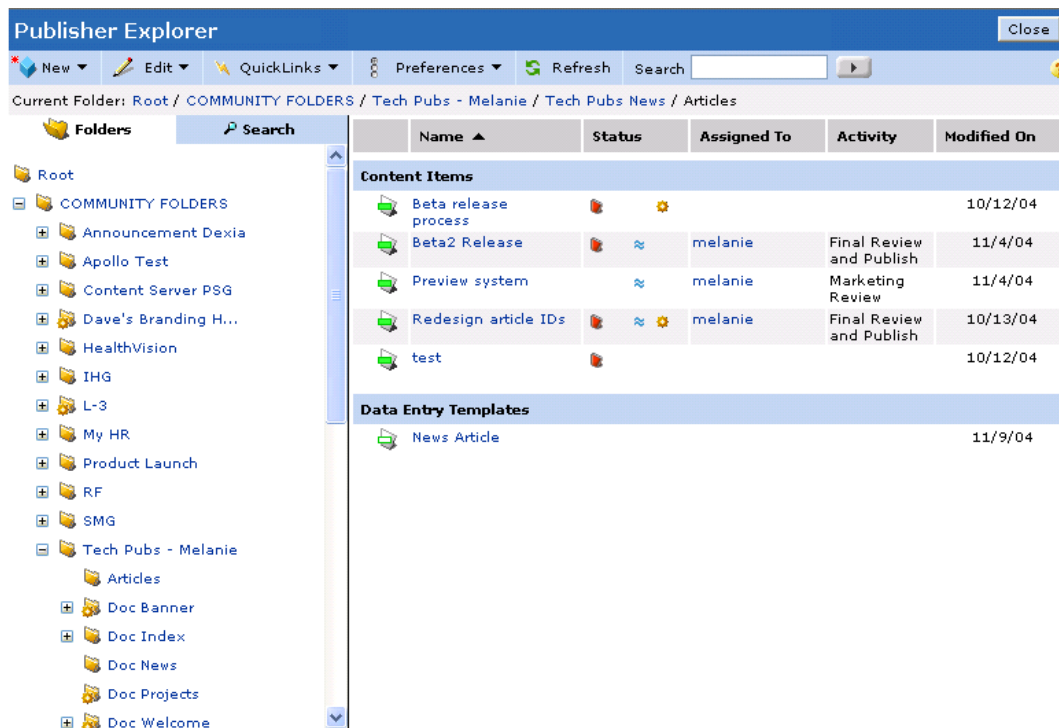 Publisher Explorer
Close
New Edit QuickLinks Preferences Refresh Search
Current Folder: Root / COMMUNITY FOLDERS / Tech Pubs - Melanie / Tech Pubs News / Articles
Folders Search
Root
COMMUNITY FOLDERS
Announcement Dexia
Apollo Test
Content Server PSG
Dave's Branding H...
HealthVision
IHG
L-3
My HR
Product Launch
RF
SMG
Tech Pubs - Melanie
Articles
Doc Banner
Doc Index
Doc News
Doc Projects
Doc Welcome
Name Status Assigned To Activity Modified On
Content Items
Beta release 10/12/04
process
Beta2 Release melanie Final Review 11/4/04
and Publish
Preview system melanie Marketing 11/4/04
Review
Redesign article IDs melanie Final Review 10/13/04
and Publish
test 10/12/04
Data Entry Templates
News Article 11/9/04